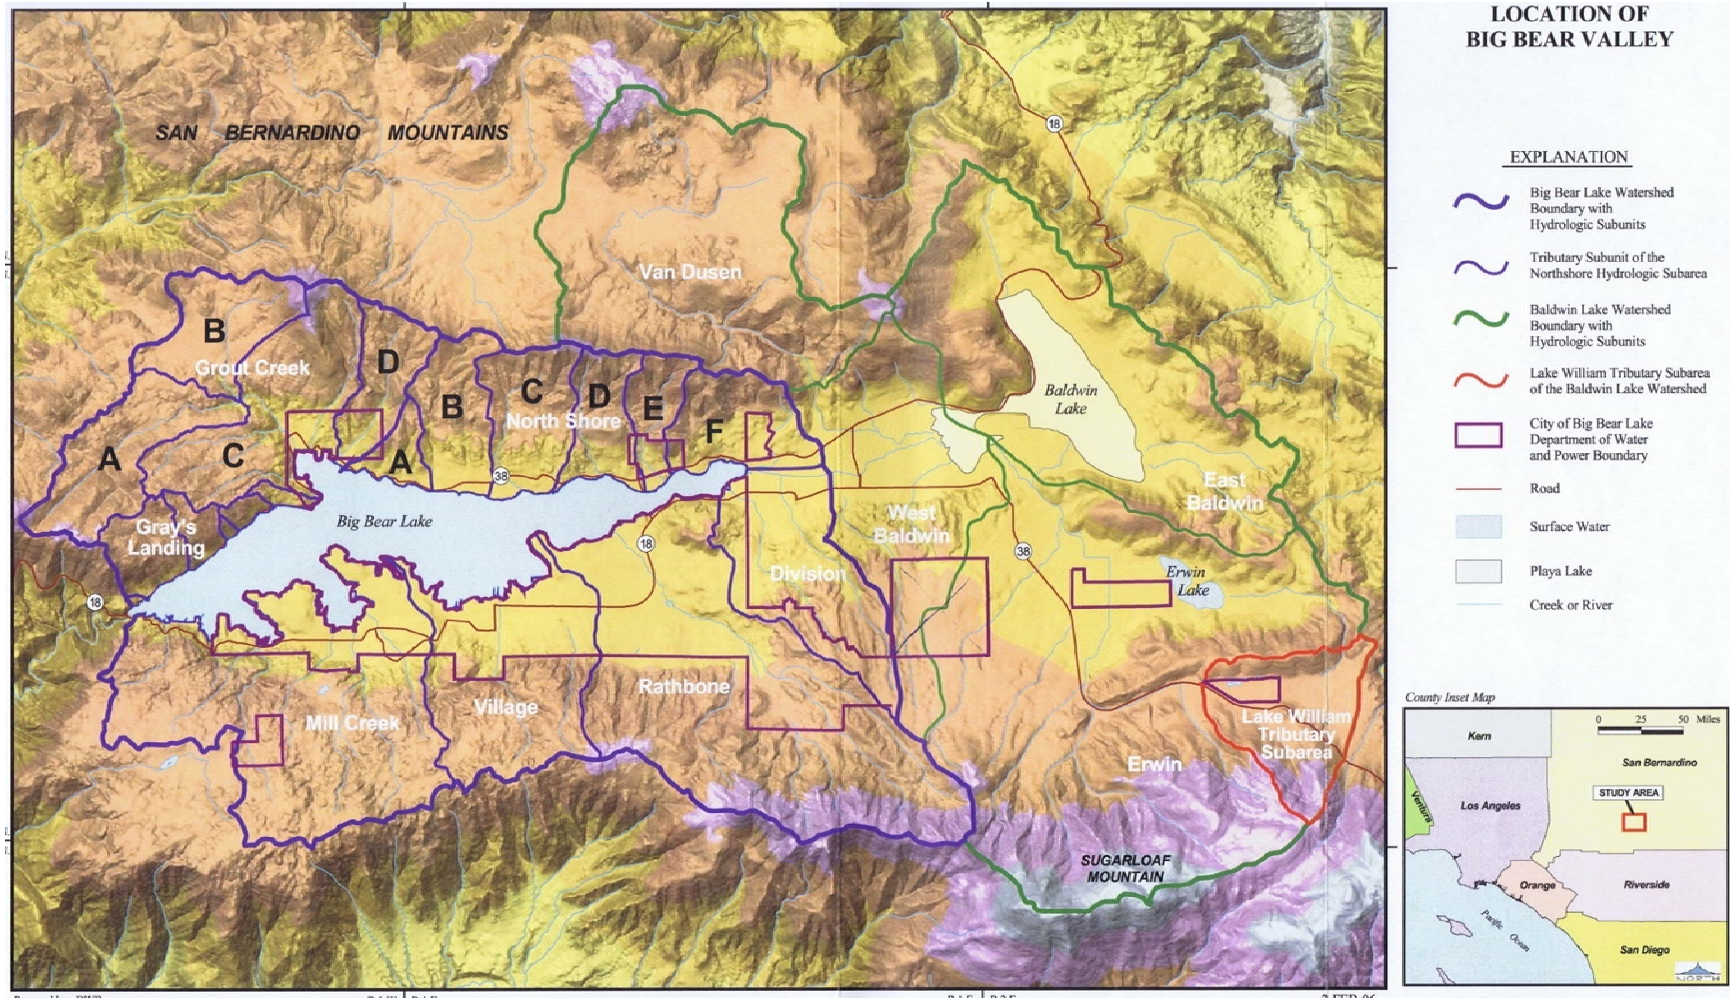 LOCATION OF
BIG BEAR VALLEY
EXPLANATION
Big Bear Lake Watershed
Boundary with
Hydrologic Subunits
Tributary Subunit of the
Northshore Hydrologic Subarea
Baldwin Lake Watershed
Boundary with
Hydrologic Subunits
Lake William Tributary Subarea
of the Baldwin Lake Watershed
City of Big Bear Lake
Department of Water
and Power Boundary
Road
Surface Water
Playa Lake
Creek or River
SAN BERNARDINO MOUNTAINS
18
Van Dusen
B
Grout Creek
D
B
C
D
E
North Shore
F
A
C
A
38
Baldwin
Lake
Gray's
Landing
Big Bear Lake
East
Baldwin
West
Baldwin
18
38
Division
Erwin
Lake
18
Rathbone
Village
Mill Creek
Lake William
Tributary
Subarea
Erwin
SUGARLOAF
MOUNTAIN
County Inset Map
0 25 50 Miles
Kern
San Bernardino
STUDY AREA
Los Angeles
Ventura
Orange
Riverside
Pacific Ocean
San Diego
NORTH